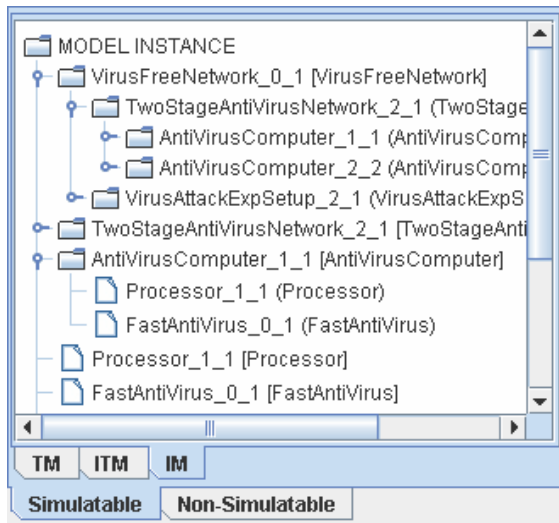 MODEL INSTANCE
VirusFreeNetwork_0_1 [VirusFreeNetwork]
TwoStageAntiVirusNetwork_2_1 (TwoStage
AntiVirusComputer_1_1 (AntiVirusComp
AntiVirusComputer_2_2 (AntiVirusComp
VirusAttackExpSetup_2_1 (VirusAttackExpS
TwoStageAntiVirusNetwork_2_1 [TwoStageAnti
AntiVirusComputer_1_1 [AntiVirusComputer]
Processor_1_1 (Processor)
FastAntiVirus_0_1 (FastAntiVirus)
Processor_1_1 [Processor]
FastAntiVirus_0_1 [FastAntiVirus]
TM ITM IM
Simulatable Non-Simulatable